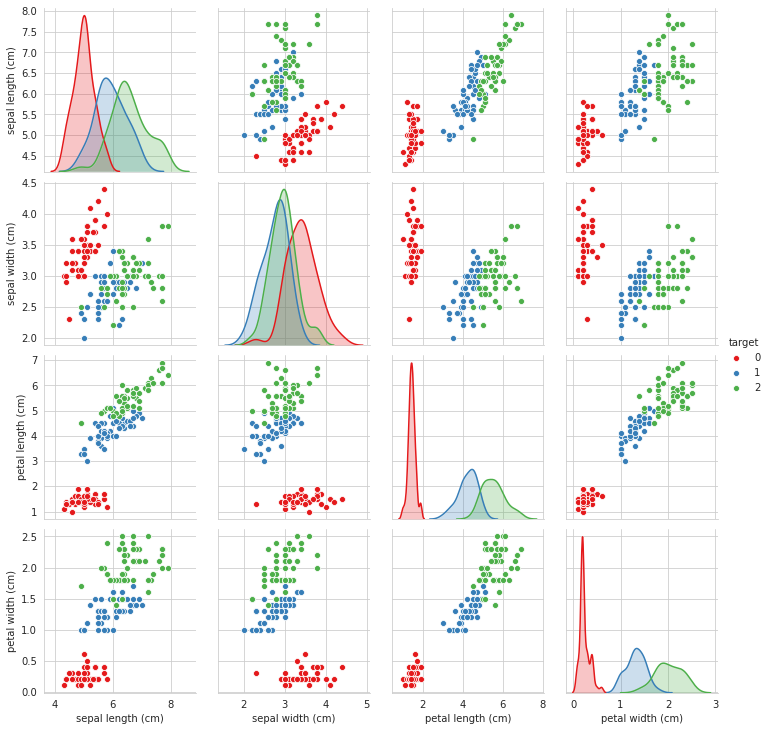 8.0
7.5
7.0
6.5
6.0
5.5
5.0
4.5
sepal length (cm)
4.5
4.0
3.5
3.0
2.5
2.0
sepal width (cm)
target
0
1
2
7
6
5
4
3
2
1
petal length (cm)
2.5
2.0
1.5
1.0
0.5
0.0
petal width (cm)
4 6 8
2 3 4 5
2 4 6 8
0 1 2 3
sepal length (cm)
sepal width (cm)
petal length (cm)
petal width (cm)